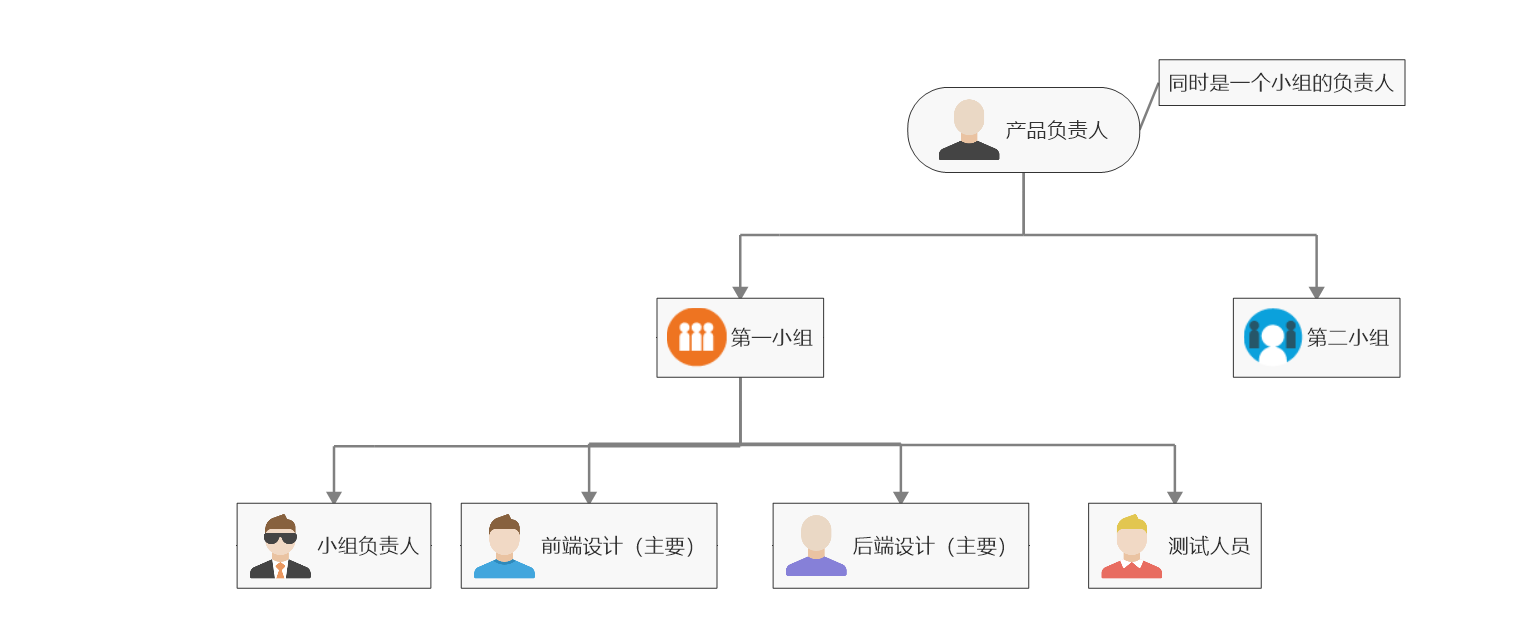 同时是一个小组的负责人
产品负责人
第一小组
第二小组
小组负责人
前端设计（主要）
后端设计（主要）
测试人员